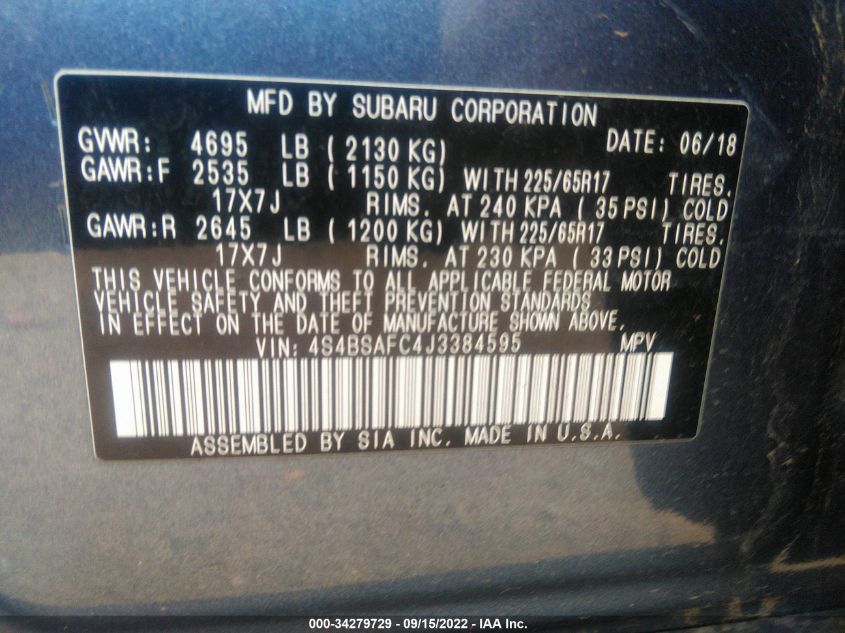 MFD BY SUBARU CORPORATION
GVWR: 4695 LB ( 2130 KG) DATE: 06/18
GAWR:F 2535 LB ( 1150 KG) WITH 225/65R17 TIRES.
17X7J RIMS. AT 240 KPA ( 35 PSI) COLD
GAWR:R 2645 LB ( 1200 KG) WITH 225/65R17 TIRES.
17X7J RIMS. AT 230 KPA ( 33 PSI) COLD
THIS VEHICLE CONFORMS TO ALL APPLICABLE FEDERAL MOTOR
VEHICLE SAFETY AND THEFT PREVENTION STANDARDS
IN EFFECT ON THE DATE OF MANUFACTURE SHOWN ABOVE.
VIN: 4S4BSAFC4J3384595 MPV
ASSEMBLED BY SIA INC. MADE IN U.S.A.
000-34279729 - 09/15/2022 - IAA Inc.